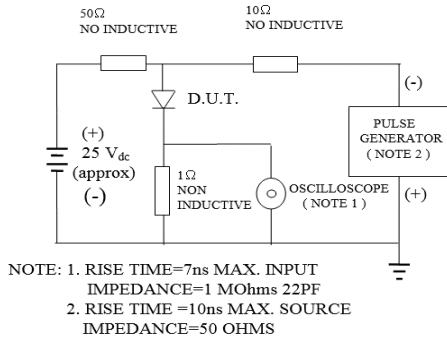 50Ω
NO INDUCTIVE
10Ω
NO INDUCTIVE
D.U.T.
(-)
PULSE
GENERATOR
( NOTE 2 )
(+)
(+)
25 Vdc
(approx)
(-)
1Ω
NON
INDUCTIVE
OSCILLOSCOPE
( NOTE 1 )
NOTE: 1. RISE TIME=7ns MAX. INPUT
IMPEDANCE=1 MOhms 22PF
2. RISE TIME =10ns MAX. SOURCE
IMPEDANCE=50 OHMS